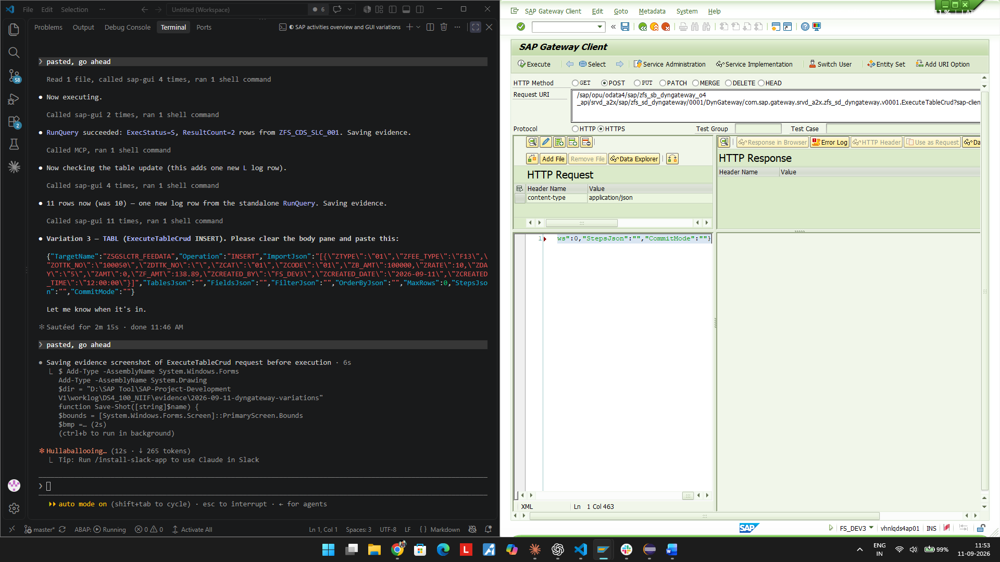 File Edit Selection ··· Untitled (Workspace) 6
Problems Output Debug Console Terminal Ports SAP activities overview and GUI variations
❯ pasted, go ahead
Read 1 file, called sap-gui 4 times, ran 1 shell command
● Now executing.
Called sap-gui 2 times, ran 1 shell command
● RunQuery succeeded: ExecStatus=S, ResultCount=2 rows from ZFS_CDS_SLC_001. Saving evidence.
Called MCP, ran 1 shell command
● Now checking the table update (this adds one new L log row).
Called sap-gui 4 times, ran 1 shell command
● 11 rows now (was 10) — one new log row from the standalone RunQuery. Saving evidence.
Called sap-gui 11 times, ran 1 shell command
● Variation 3 — TABL (ExecuteTableCrud INSERT). Please clear the body pane and paste this:
{"TargetName":"ZSGSLCTR_FEEDATA","Operation":"INSERT","ImportJson":"[{\"ZTYPE\":\"01\",\"ZFEE_TYPE\":\"F13\",\
"ZOTTK_NO\":\"100050\",\"ZDTTK_NO\":\"\",\"ZCAT\":\"01\",\"ZCODE\":\"01\",\"ZB_AMT\":100000,\"ZRATE\":10,\"ZDA
Y\":\"5\",\"ZAMT\":0,\"ZF_AMT\":138.89,\"ZCREATED_BY\":\"FS_DEV3\",\"ZCREATED_DATE\":\"2026-09-11\",\"ZCREATED
_TIME\":\"12:00:00\"}]","TablesJson":"","FieldsJson":"","FilterJson":"","OrderByJson":"","MaxRows":0,"StepsJso
n":"","CommitMode":""}
Let me know when it's in.
✻ Sautéed for 2m 15s · done 11:46 AM
❯ pasted, go ahead
● Saving evidence screenshot of ExecuteTableCrud request before execution · 6s
$ Add-Type -AssemblyName System.Windows.Forms
Add-Type -AssemblyName System.Drawing
$dir = "D:\SAP Tool\SAP-Project-Development
V1\worklog\DS4_100_NIIF\evidence\2026-09-11-dyngateway-variations"
function Save-Shot([string]$name) {
$bounds = [System.Windows.Forms.Screen]::PrimaryScreen.Bounds
$bmp =… (2s)
(ctrl+b to run in background)
✻ Hullaballooing… (12s · ↓ 265 tokens)
Tip: Run /install-slack-app to use Claude in Slack
❯
auto mode on (shift+tab to cycle) · esc to interrupt · ← for agents
58
2
master* ABAP: Running 0 0 Activate All Ln 1, Col 1 Spaces: 3 UTF-8 LF { } Markdown
SAP Gateway Client Edit Goto Metadata System Help
SAP Gateway Client
Execute Select Service Administration Service Implementation Switch User Entity Set Add URI Option
HTTP Method GET POST PUT PATCH MERGE DELETE HEAD
Request URI /sap/opu/odata4/sap/zfs_sb_dyngateway_o4
_api/srvd_a2x/sap/zfs_sd_dyngateway/0001/DynGateway/com.sap.gateway.srvd_a2x.zfs_sd_dyngateway.v0001.ExecuteTableCrud?sap-clien
Protocol HTTP HTTPS Test Group Test Case
Response in Browser Error Log HTTP Header Use as Request Da
Add File Remove File Data Explorer
HTTP Response
Header Name Value
HTTP Request
Header Name Value
content-type application/json
1 ws":0,"StepsJson":"","CommitMode":""}
XML Ln 1 Col 463
SAP FS_DEV3 vhnlqds4ap01 INS
ENG
IN
99%
11:53
11-09-2026